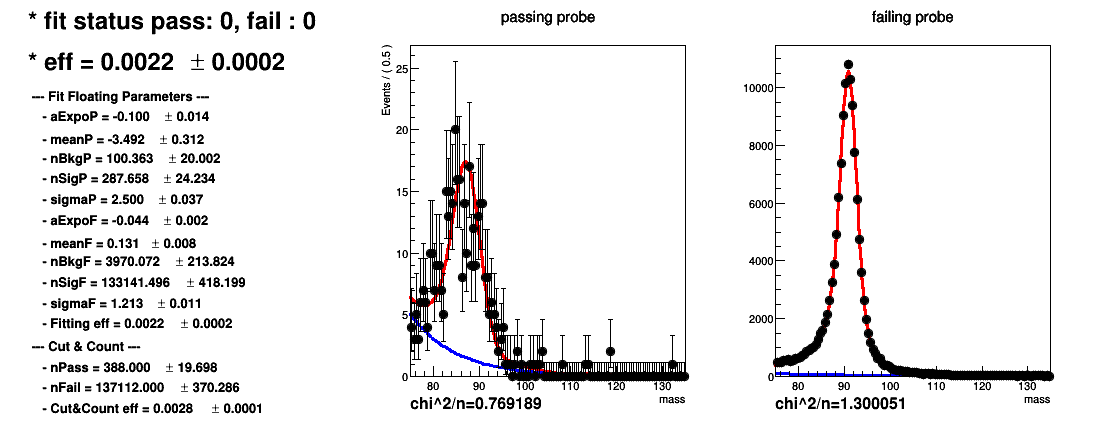 * fit status pass: 0, fail : 0
* eff = 0.0022 ± 0.0002
--- Fit Floating Parameters ---
- aExpoP = -0.100 ± 0.014
- meanP = -3.492 ± 0.312
- nBkgP = 100.363 ± 20.002
- nSigP = 287.658 ± 24.234
- sigmaP = 2.500 ± 0.037
- aExpoF = -0.044 ± 0.002
- meanF = 0.131 ± 0.008
- nBkgF = 3970.072 ± 213.824
- nSigF = 133141.496 ± 418.199
- sigmaF = 1.213 ± 0.011
- Fitting eff = 0.0022 ± 0.0002
--- Cut & Count ---
- nPass = 388.000 ± 19.698
- nFail = 137112.000 ± 370.286
- Cut&Count eff = 0.0028 ± 0.0001
passing probe
Events / ( 0.5 )
25
20
15
10
5
0
80 90 100 110 120 130
mass
chi^2/n=0.769189
failing probe
10000
8000
6000
4000
2000
0
80 90 100 110 120 130
mass
chi^2/n=1.300051